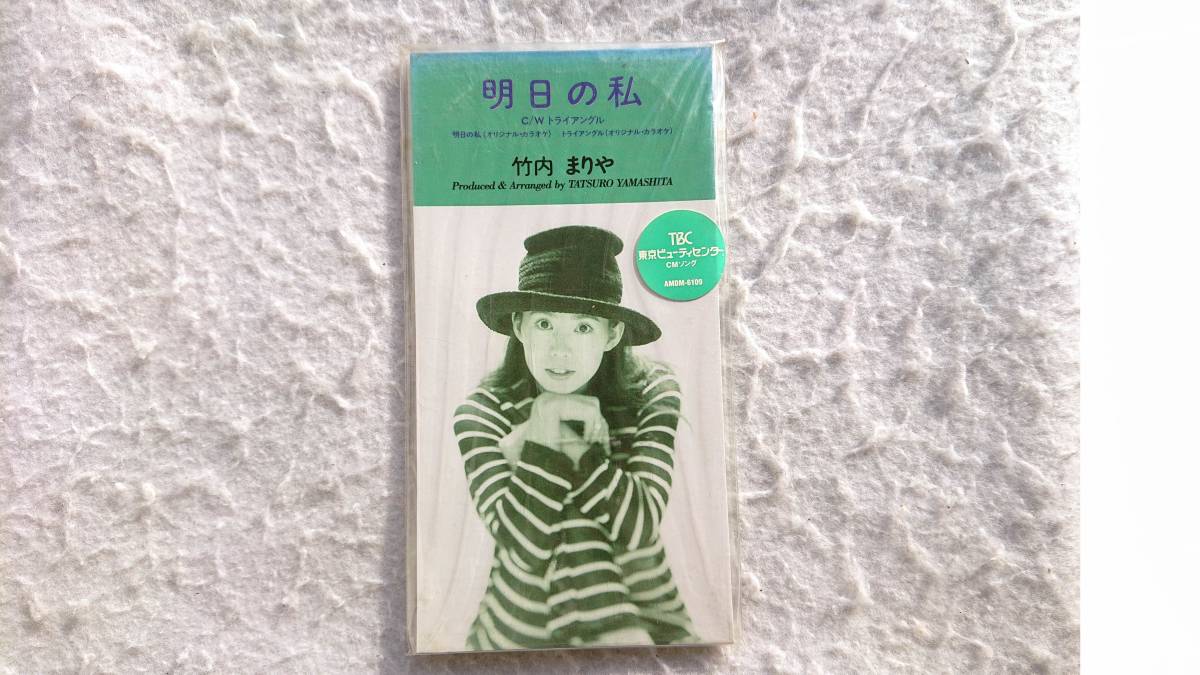 明日の私
C/W トライアングル
明日の私(オリジナル・カラオケ) トライアングル(オリジナル・カラオケ)
竹内 まりや
Produced & Arranged by TATSURO YAMASHITA
TBC
東京ビューティセンター
CMソング
AMDM-6109